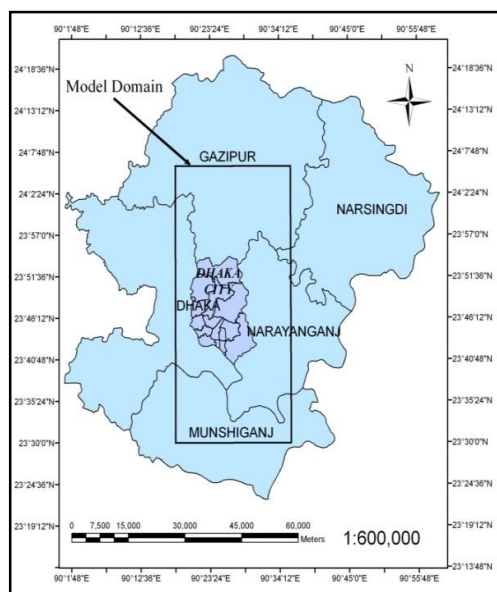 90°1'48"E 90°12'36"E 90°23'24"E 90°34'12"E 90°45'0"E 90°55'48"E
24°18'36"N 24°18'36"N
N
Model Domain
24°13'12"N 24°13'12"N
24°7'48"N 24°7'48"N
GAZIPUR
24°2'24"N 24°2'24"N
NARSINGDI
23°57'0"N 23°57'0"N
23°51'36"N 23°51'36"N
DHAKA
CITY
DHAKA
23°46'12"N 23°46'12"N
NARAYANGANJ
23°40'48"N 23°40'48"N
23°35'24"N 23°35'24"N
MUNSHIGANJ
23°30'0"N 23°30'0"N
23°24'36"N 23°24'36"N
23°19'12"N 23°19'12"N
0 7,500 15,000 30,000 45,000 60,000
Meters
1:600,000
23°13'48"N
90°1'48"E 90°12'36"E 90°23'24"E 90°34'12"E 90°45'0"E 90°55'48"E